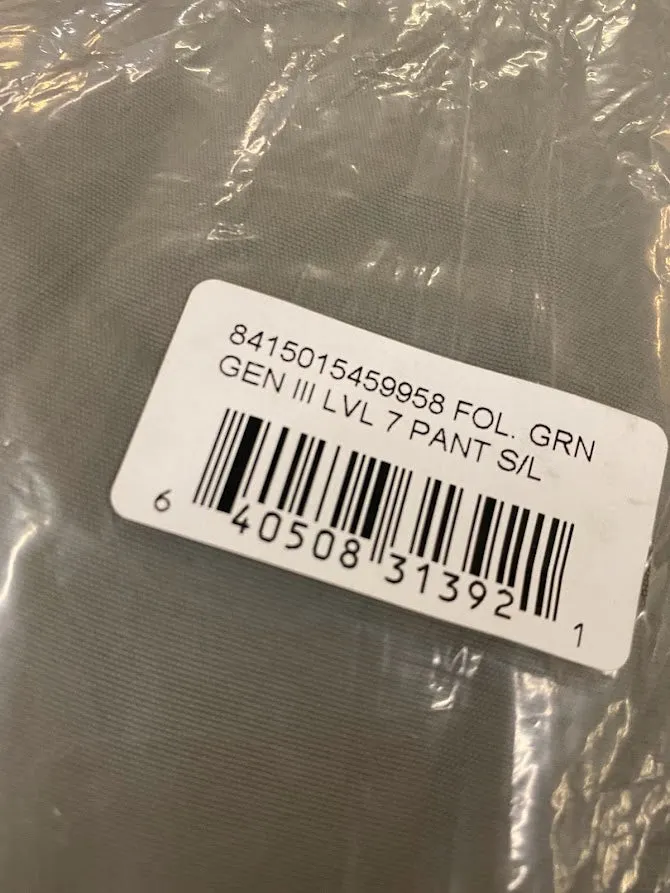 8415015459958 FOL. GRN
GEN III LVL 7 PANT S/L
6 40508 31392 1